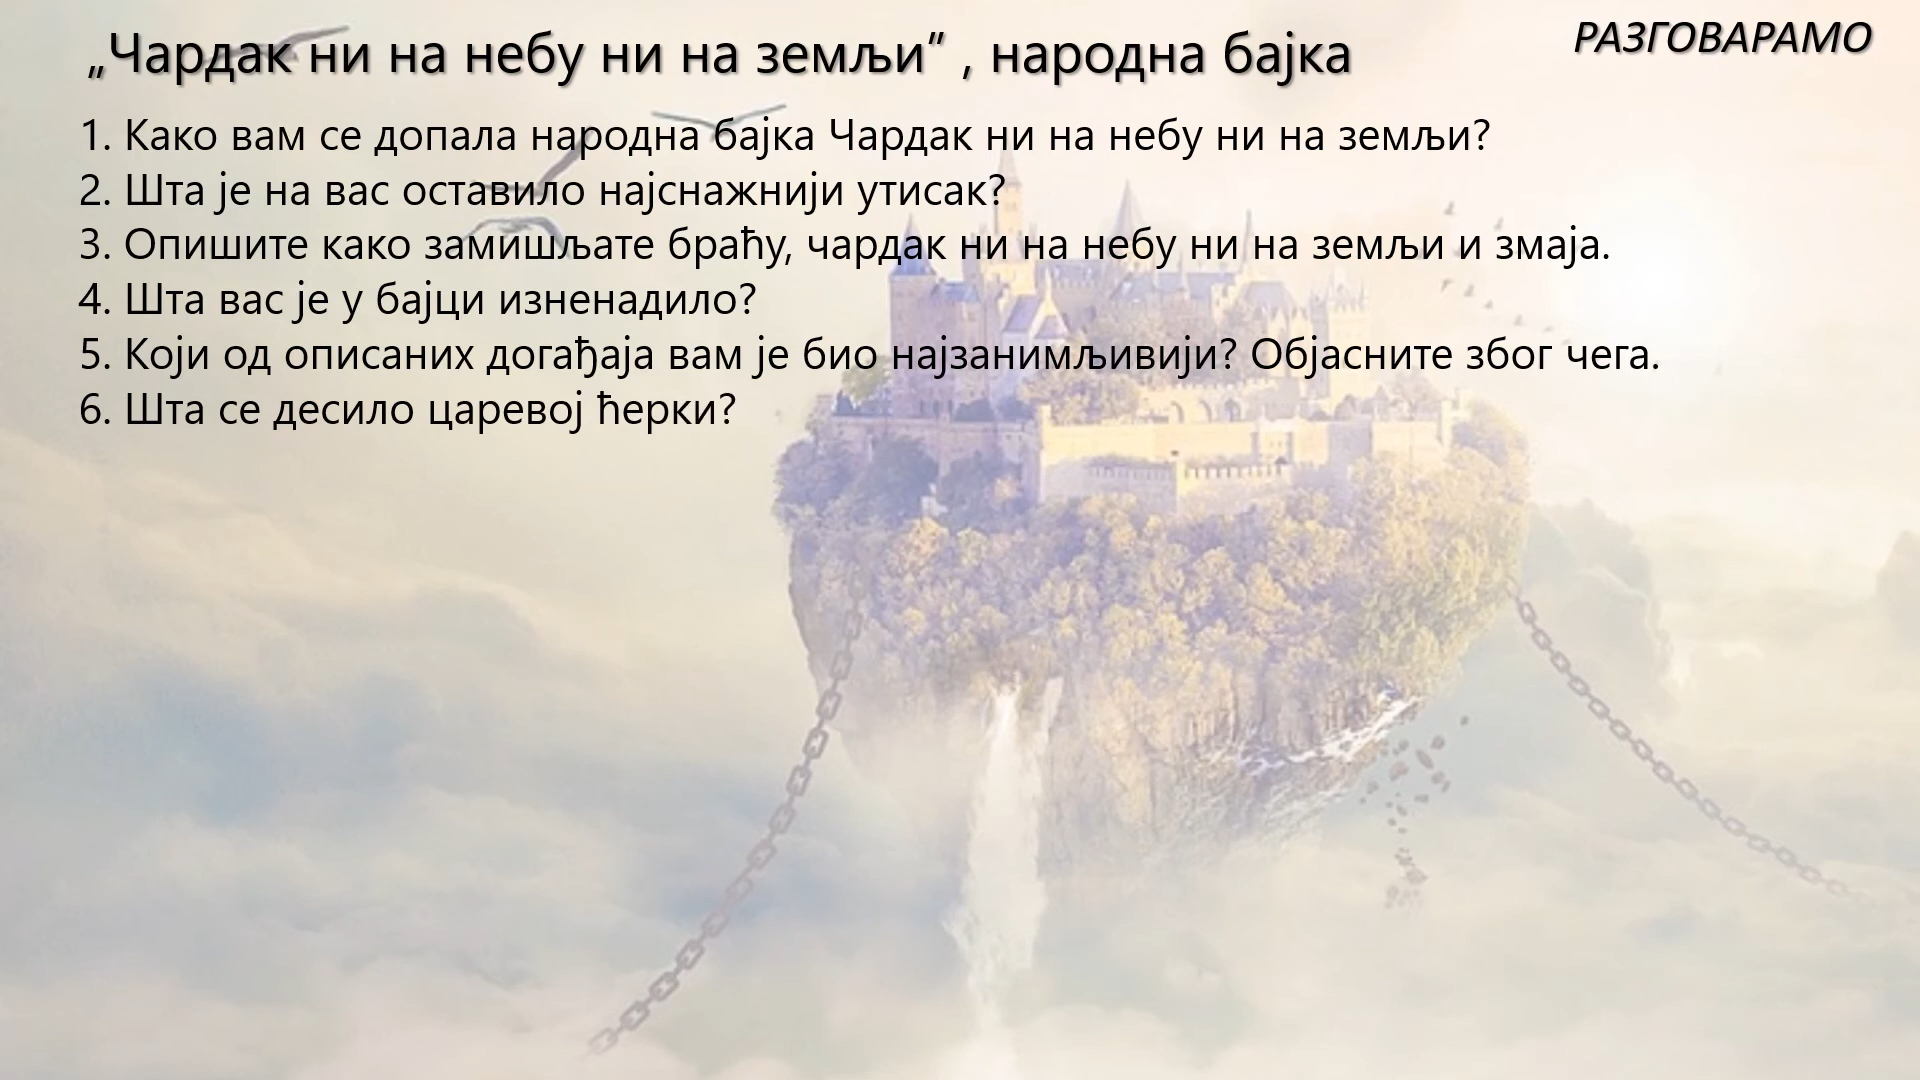 „Чардак ни на небу ни на земљи” , народна бајка
РАЗГОВАРАМО
1. Како вам се допала народна бајка Чардак ни на небу ни на земљи?
2. Шта је на вас оставило најснажнији утисак?
3. Опишите како замишљате браћу, чардак ни на небу ни на земљи и змаја.
4. Шта вас је у бајци изненадило?
5. Који од описаних догађаја вам је био најзанимљивији? Објасните због чега.
6. Шта се десило царевој ћерки?